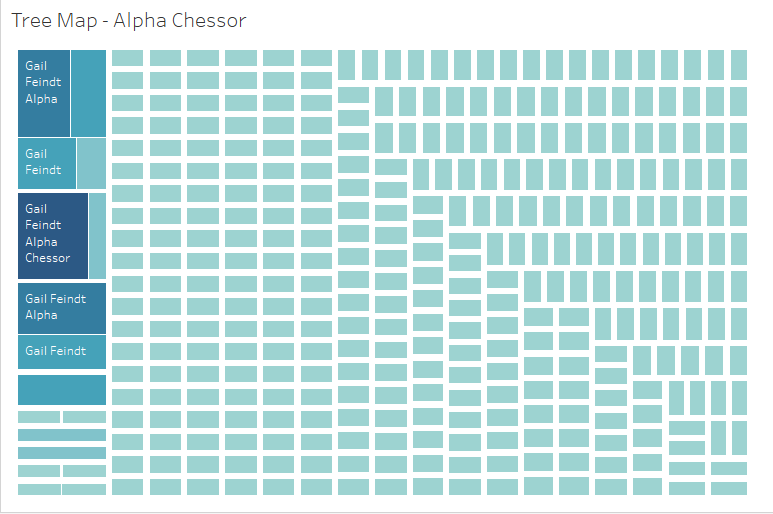 Tree Map - Alpha Chessor
Gail
Feindt
Alpha
Gail
Feindt
Gail
Feindt
Alpha
Chessor
Gail Feindt
Alpha
Gail Feindt